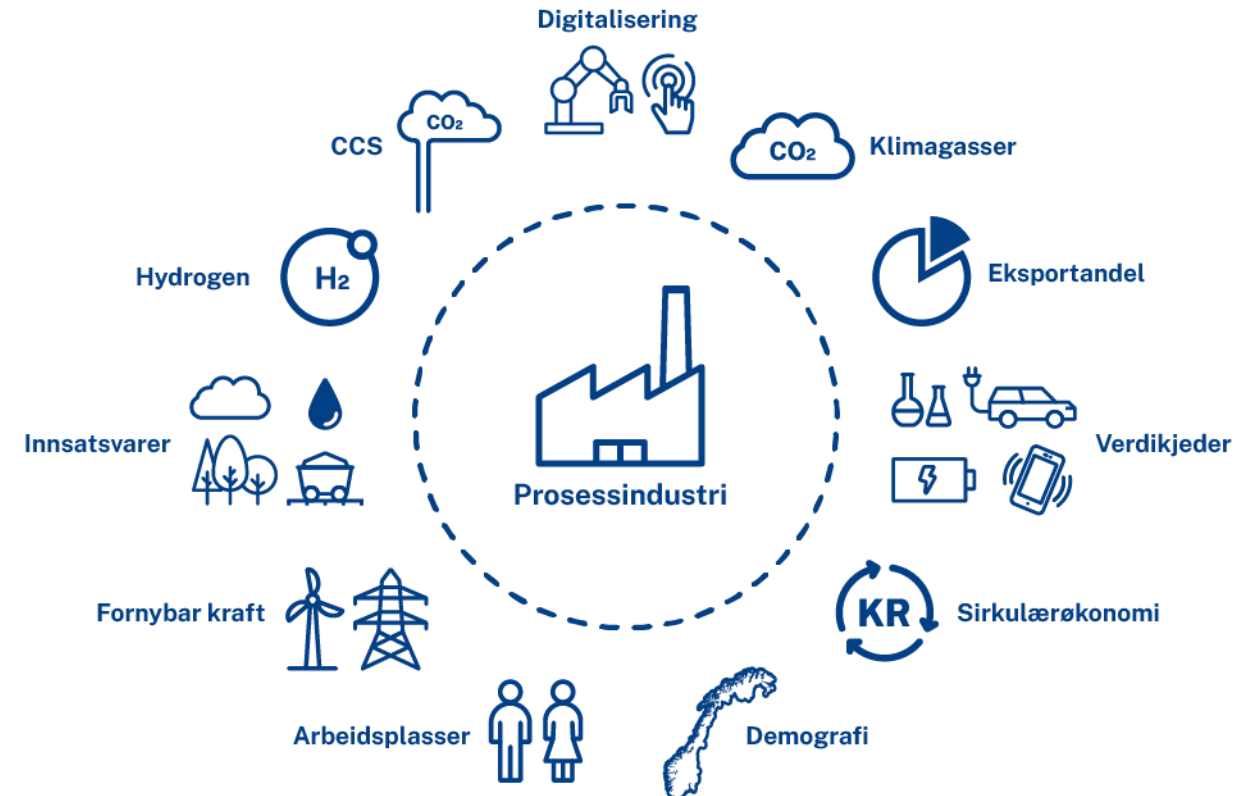 Digitalisering
CO₂
CCS
CO₂
Klimagasser
Hydrogen
H₂
Eksportandel
Innsatsvarer
Verdikjeder
Prosessindustri
Fornybar kraft
KR
Sirkulærøkonomi
Arbeidsplasser
Demografi